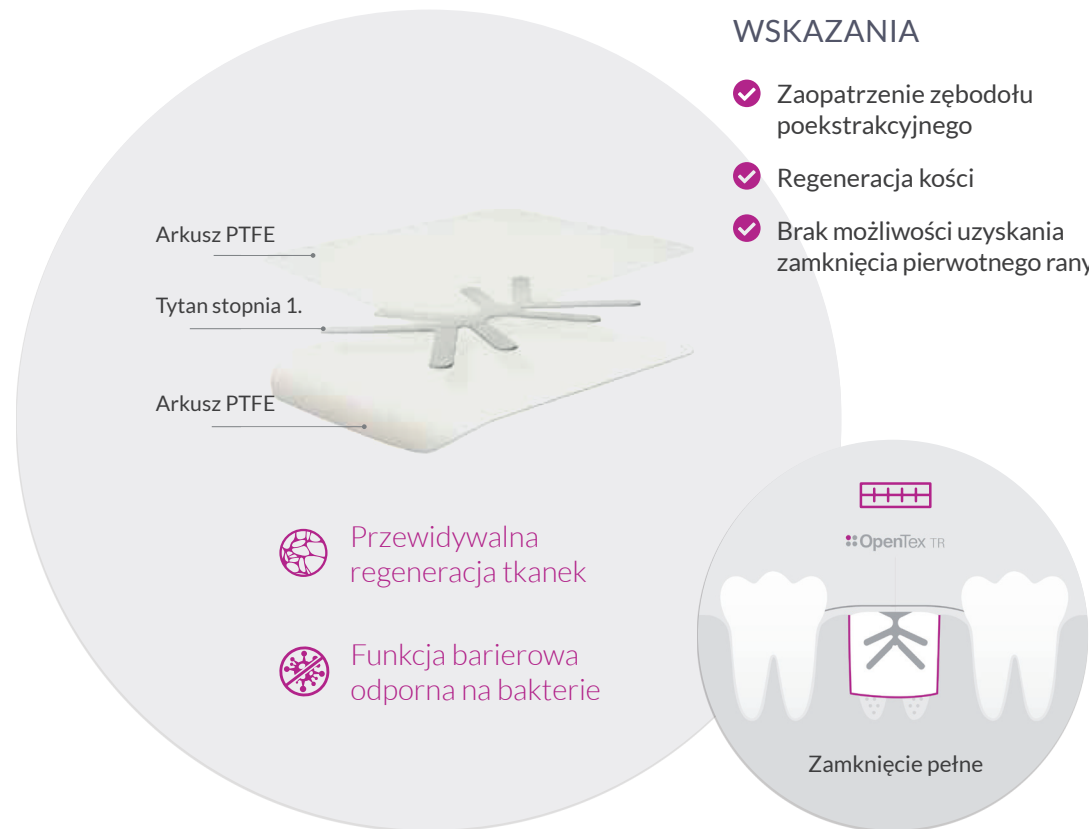 WSKAZANIA
Zaopatrzenie zębodołu
poekstrakcyjnego
Regeneracja kości
Brak możliwości uzyskania
zamknięcia pierwotnego rany
Arkusz PTFE
Tytan stopnia 1.
Arkusz PTFE
Przewidywalna
regeneracja tkanek
Funkcja barierowa
odporna na bakterie
OpenTex TR
Zamknięcie pełne